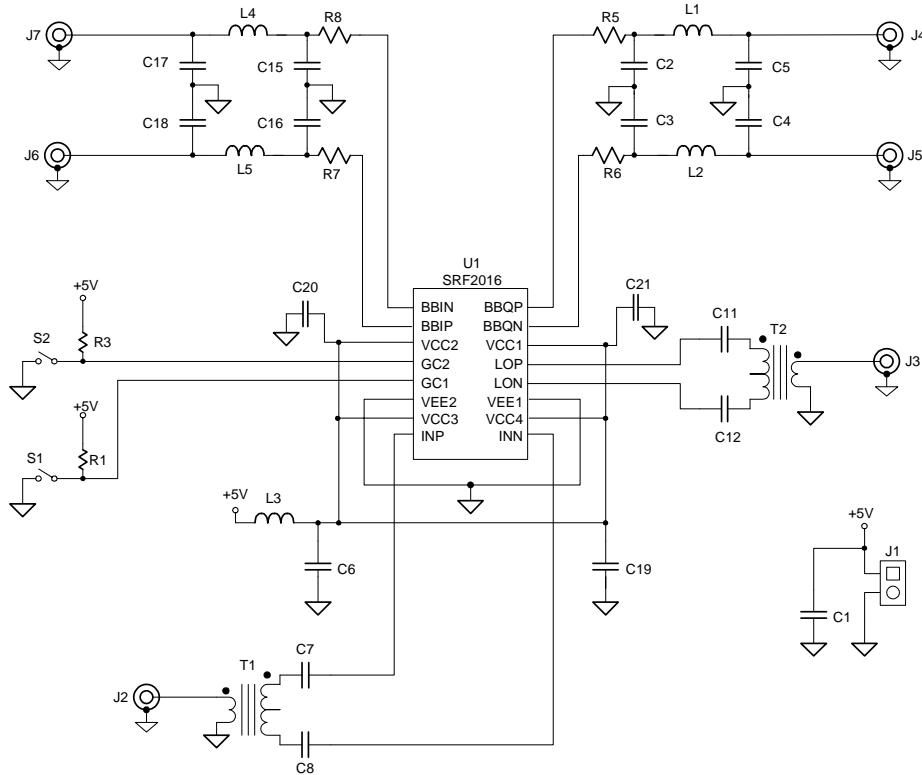 J7
L4
R8
R5
L1
J4
C17
C15
C2
C5
C18
C16
C3
C4
J6
L5
R7
R6
L2
J5
U1
SRF2016
+5V
C20
C21
S2
R3
BBIN
BBQP
BBIP
BBQN
VCC2
VCC1
GC2
LOP
GC1
LON
VEE2
VEE1
VCC3
VCC4
INP
INN
C11
T2
J3
C12
+5V
S1
R1
+5V
L3
C6
C19
+5V
J1
C1
J2
T1
C7
C8